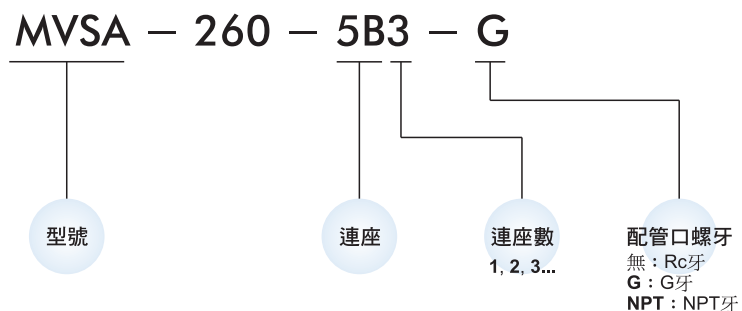 MVSA — 260 — 5B3 — G
型號
連座
連座數
1, 2, 3...
配管口螺牙
無：Rc牙
G：G牙
NPT：NPT牙